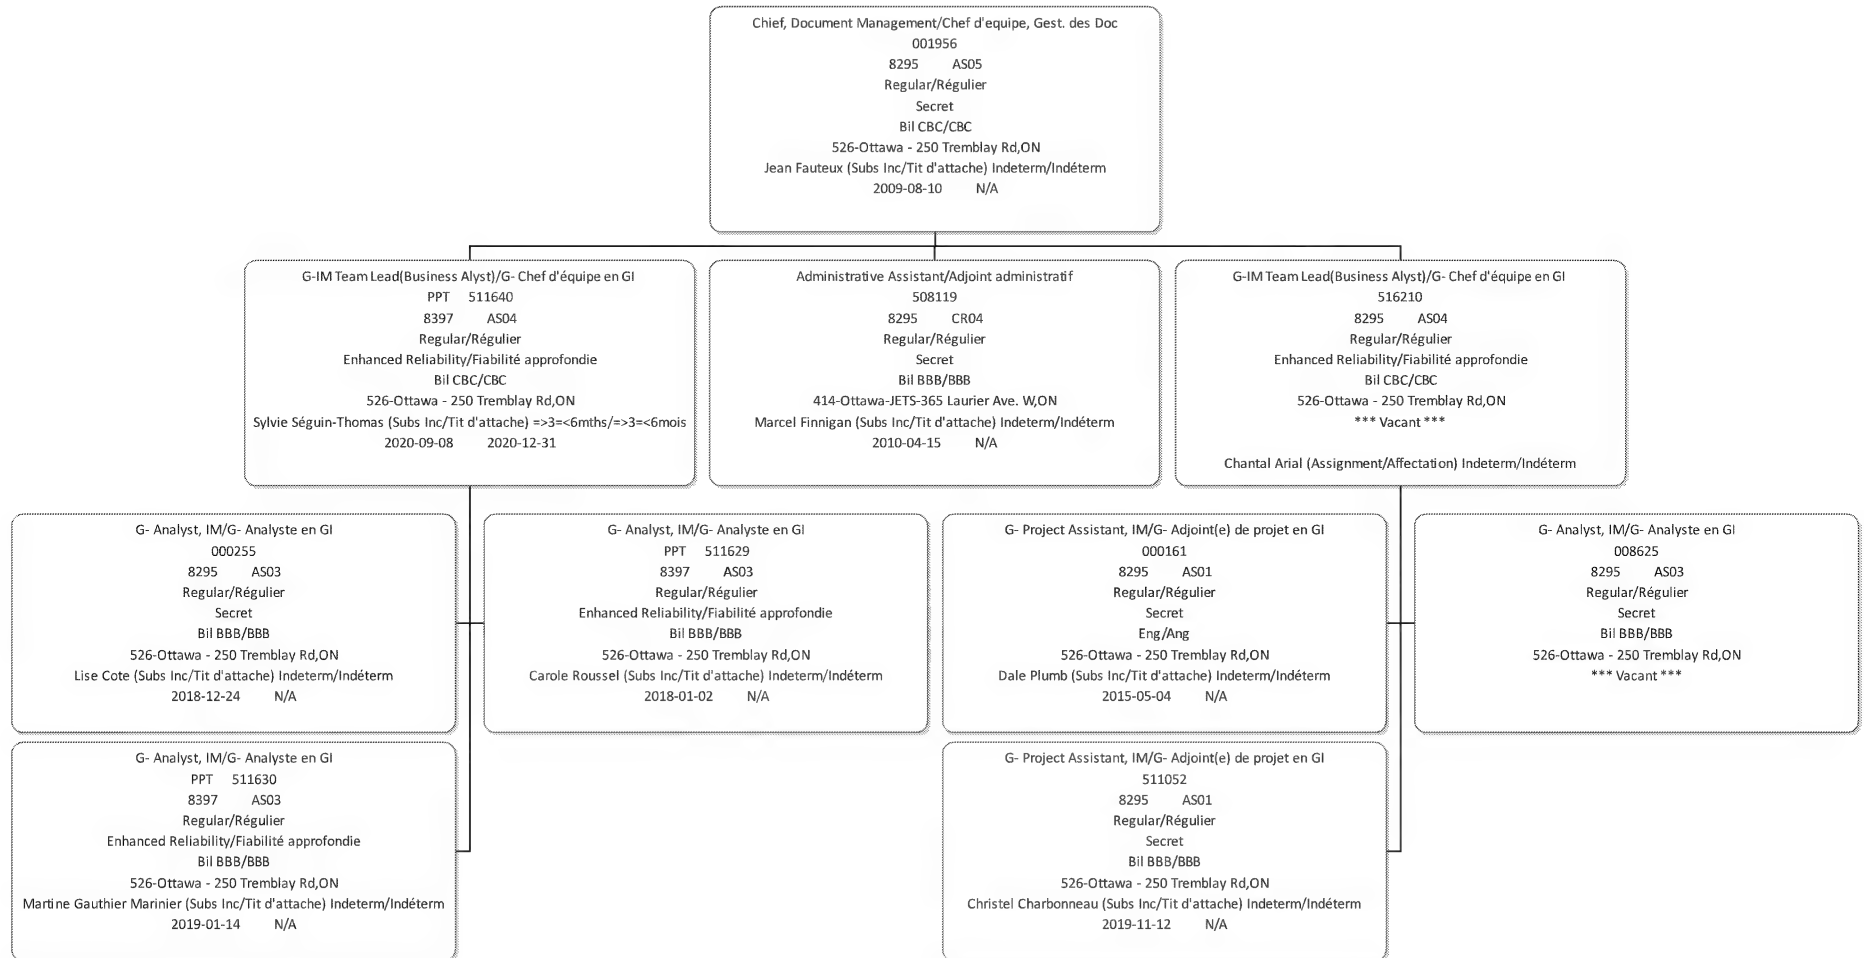 Chief, Document Management/Chef d'equipe, Gest. des Doc
001956
8295 AS05
Regular/Régulier
Secret
Bil CBC/CBC
526-Ottawa - 250 Tremblay Rd,ON
Jean Fauteux (Subs Inc/Tit d'attache) Indeterm/Indéterm
2009-08-10 N/A
G-IM Team Lead(Business Alyst)/G- Chef d'équipe en GI
PPT 511640
8397 AS04
Regular/Régulier
Enhanced Reliability/Fiabilité approfondie
Bil CBC/CBC
526-Ottawa - 250 Tremblay Rd,ON
Sylvie Séguin-Thomas (Subs Inc/Tit d'attache) =>3=<6mths/=>3=<6mois
2020-09-08 2020-12-31
Administrative Assistant/Adjoint administratif
508119
8295 CR04
Regular/Régulier
Secret
Bil BBB/BBB
414-Ottawa-JETS-365 Laurier Ave. W,ON
Marcel Finnigan (Subs Inc/Tit d'attache) Indeterm/Indéterm
2010-04-15 N/A
G-IM Team Lead(Business Alyst)/G- Chef d'équipe en GI
516210
8295 AS04
Regular/Régulier
Enhanced Reliability/Fiabilité approfondie
Bil CBC/CBC
526-Ottawa - 250 Tremblay Rd,ON
*** Vacant ***
Chantal Arial (Assignment/Affectation) Indeterm/Indéterm
G- Analyst, IM/G- Analyste en GI
000255
8295 AS03
Regular/Régulier
Secret
Bil BBB/BBB
526-Ottawa - 250 Tremblay Rd,ON
Lise Cote (Subs Inc/Tit d'attache) Indeterm/Indéterm
2018-12-24 N/A
G- Analyst, IM/G- Analyste en GI
PPT 511629
8397 AS03
Regular/Régulier
Enhanced Reliability/Fiabilité approfondie
Bil BBB/BBB
526-Ottawa - 250 Tremblay Rd,ON
Carole Roussel (Subs Inc/Tit d'attache) Indeterm/Indéterm
2018-01-02 N/A
G- Project Assistant, IM/G- Adjoint(e) de projet en GI
000161
8295 AS01
Regular/Régulier
Secret
Eng/Ang
526-Ottawa - 250 Tremblay Rd,ON
Dale Plumb (Subs Inc/Tit d'attache) Indeterm/Indéterm
2015-05-04 N/A
G- Analyst, IM/G- Analyste en GI
008625
8295 AS03
Regular/Régulier
Secret
Bil BBB/BBB
526-Ottawa - 250 Tremblay Rd,ON
*** Vacant ***
G- Analyst, IM/G- Analyste en GI
PPT 511630
8397 AS03
Regular/Régulier
Enhanced Reliability/Fiabilité approfondie
Bil BBB/BBB
526-Ottawa - 250 Tremblay Rd,ON
Martine Gauthier Marinier (Subs Inc/Tit d'attache) Indeterm/Indéterm
2019-01-14 N/A
G- Project Assistant, IM/G- Adjoint(e) de projet en GI
511052
8295 AS01
Regular/Régulier
Secret
Bil BBB/BBB
526-Ottawa - 250 Tremblay Rd,ON
Christel Charbonneau (Subs Inc/Tit d'attache) Indeterm/Indéterm
2019-11-12 N/A